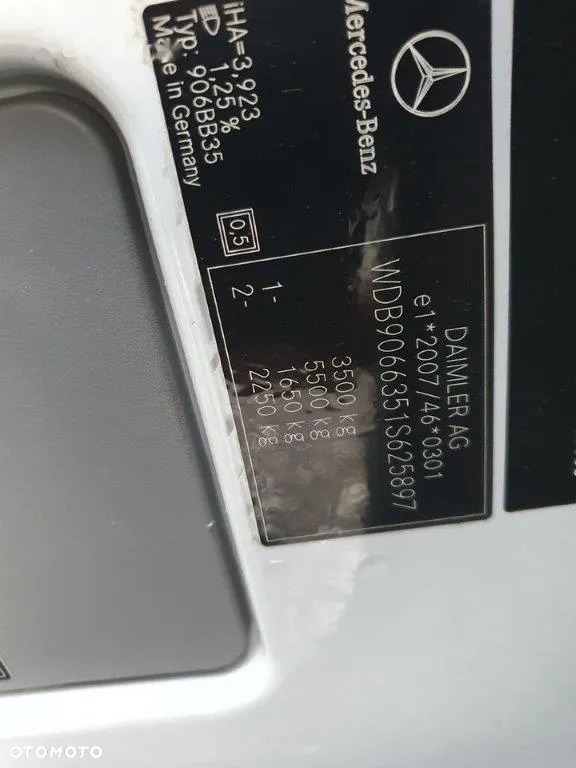 Mercedes-Benz
DAIMLER AG
e1*2007/46*0301
WDB9066351S625897
3500 kg
5500 kg
1- 1650 kg
2- 2250 kg
0,5
iHA=3,923
1,25 %
Typ: 906BB35
Made in Germany
OTOMOTO